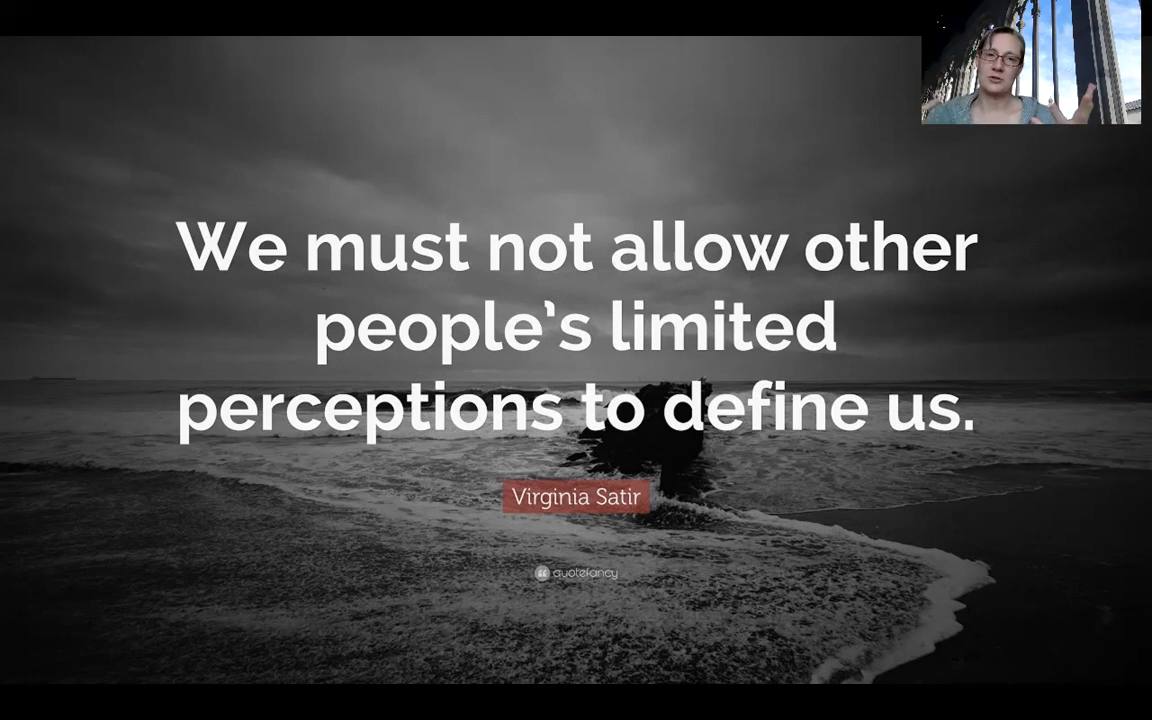 We must not allow other
people’s limited
perceptions to define us.
Virginia Satir
quotefancy